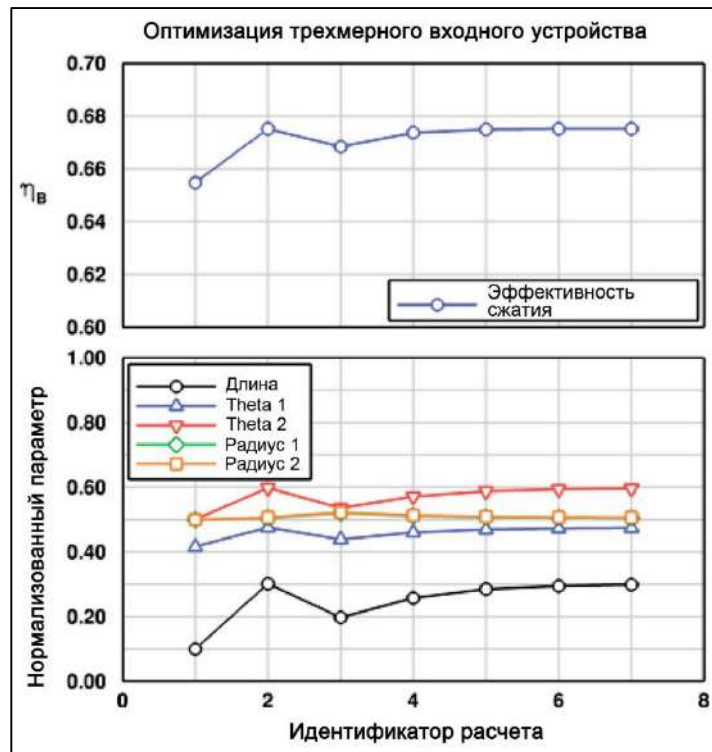 Оптимизация трехмерного входного устройства
0.70
0.68
0.66
0.64
0.62
0.60
ηВ
Эффективность
сжатия
1.00
0.80
0.60
0.40
0.20
0.00
Нормализованный параметр
Длина
Theta 1
Theta 2
Радиус 1
Радиус 2
0 2 4 6 8
Идентификатор расчета